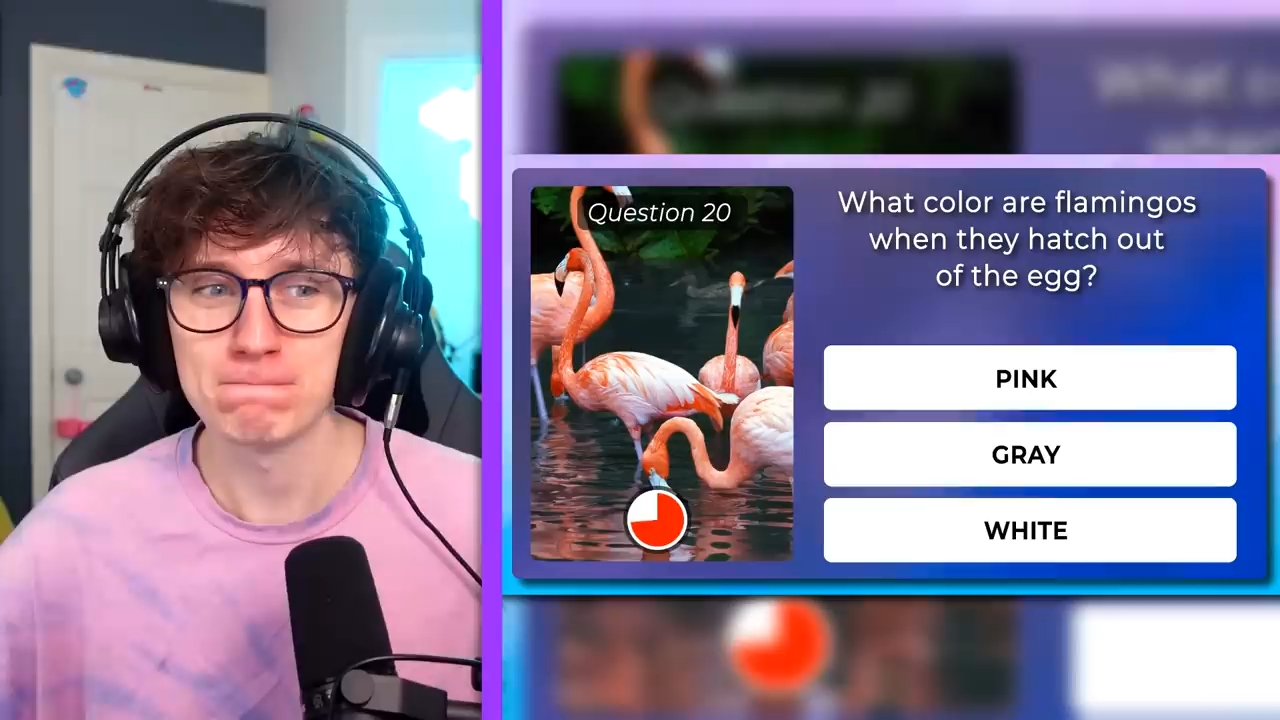 Question 20
What color are flamingos
when they hatch out
of the egg?
PINK
GRAY
WHITE